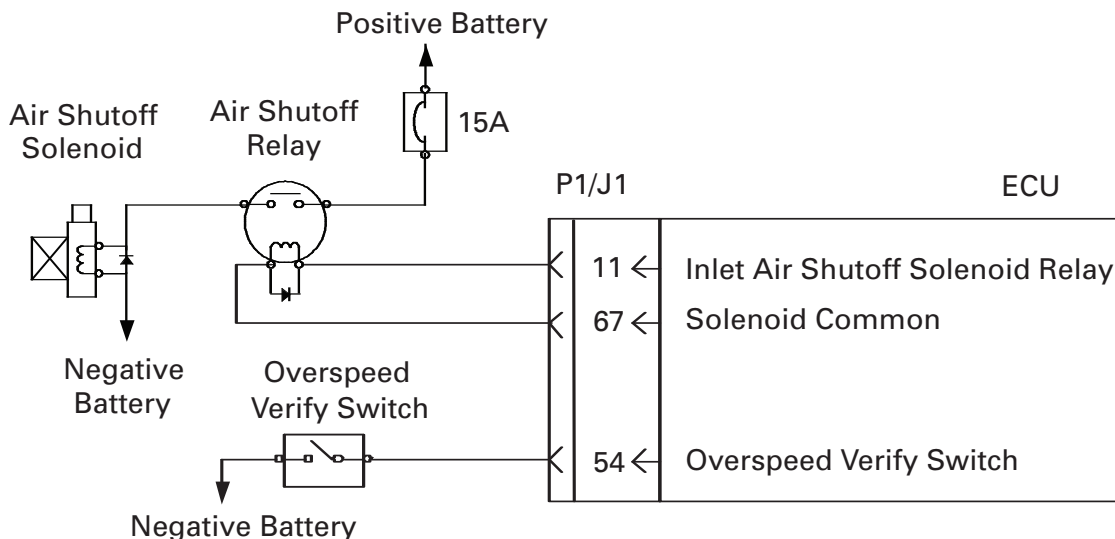 Positive Battery
Air Shutoff
Solenoid
Air Shutoff
Relay
15A
P1/J1
ECU
11
Inlet Air Shutoff Solenoid Relay
67
Solenoid Common
Negative
Battery
Overspeed
Verify Switch
54
Overspeed Verify Switch
Negative Battery